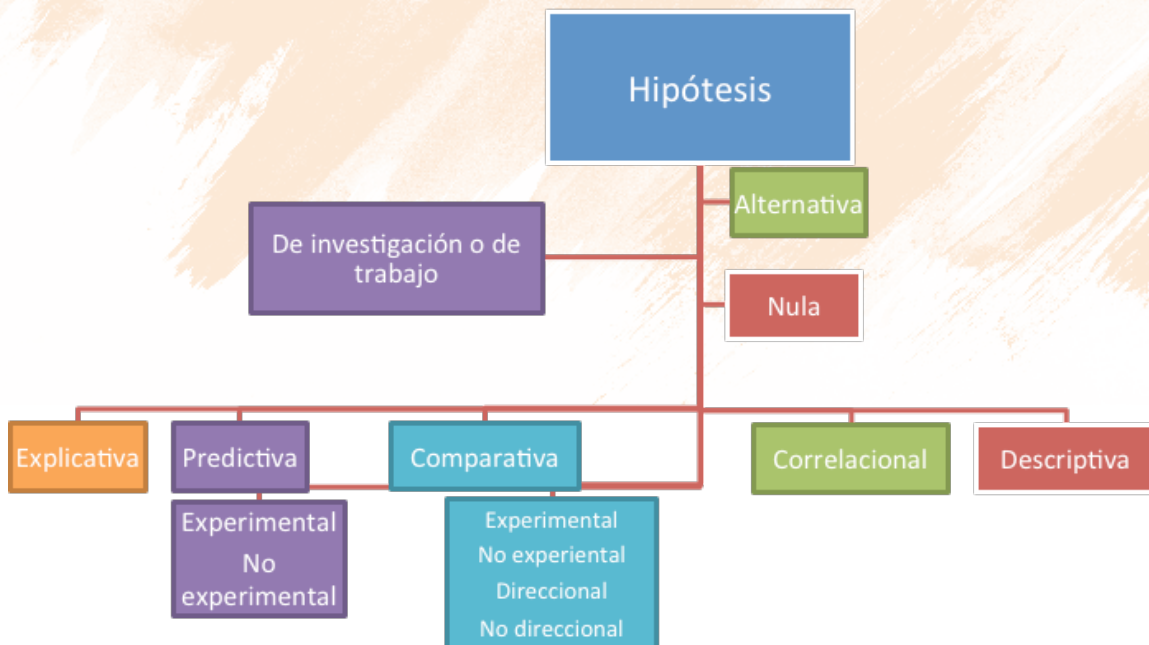 Hipótesis
Alternativa
De investigación o de
trabajo
Nula
Explicativa
Predictiva
Comparativa
Correlacional
Descriptiva
Experimental
No
experimental
Experimental
No experiental
Direccional
No direccional